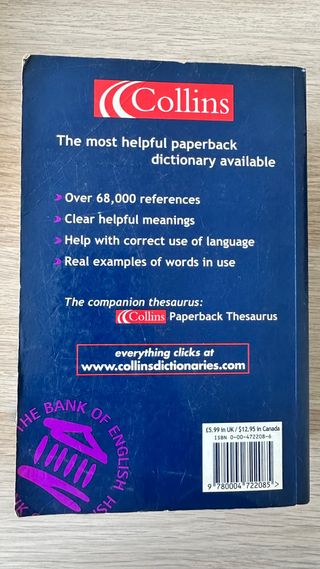 Collins
The most helpful paperback
dictionary available
Over 68,000 references
Clear helpful meanings
Help with correct use of language
Real examples of words in use
The companion thesaurus:
Collins Paperback Thesaurus
everything clicks at
www.collinsdictionaries.com
THE BANK OF ENGLISH
£5.99 in UK / $12.95 in Canada
ISBN 0-00-472208-6
9 780004 722085 >